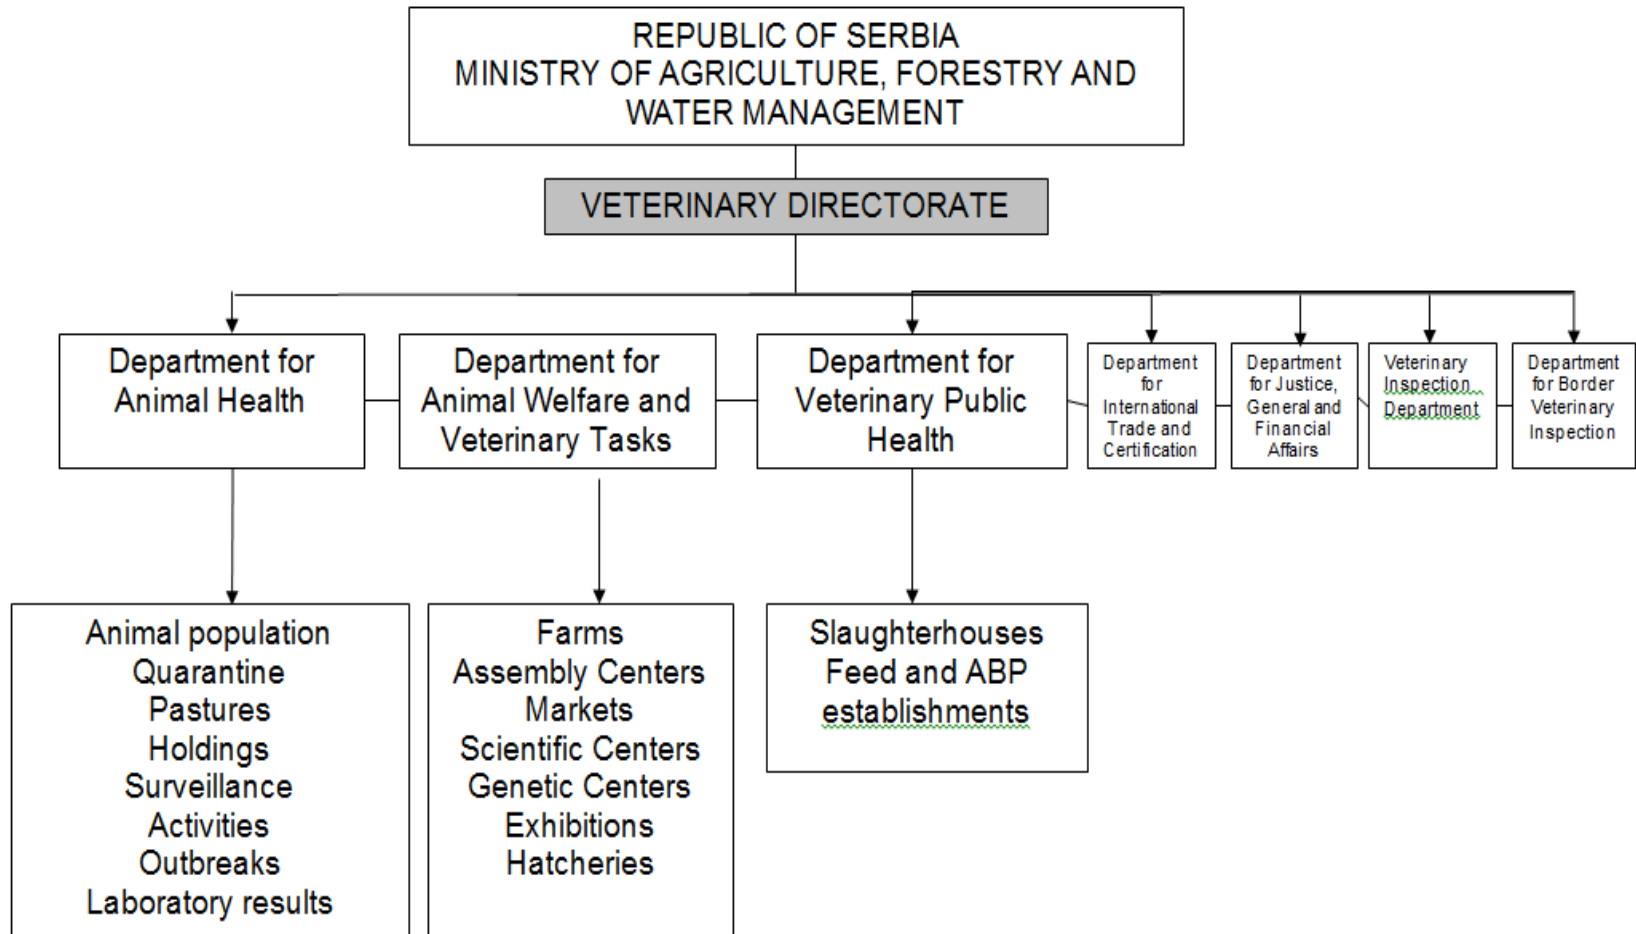 REPUBLIC OF SERBIA
MINISTRY OF AGRICULTURE, FORESTRY AND
WATER MANAGEMENT
VETERINARY DIRECTORATE
Department for
Animal Health
Department for
Animal Welfare and
Veterinary Tasks
Department for
Veterinary Public
Health
Department
for
International
Trade and
Certification
Department
for Justice,
General and
Financial
Affairs
Veterinary
Inspection
Department
Department
for Border
Veterinary
Inspection
Animal population
Quarantine
Pastures
Holdings
Surveillance
Activities
Outbreaks
Laboratory results
Farms
Assembly Centers
Markets
Scientific Centers
Genetic Centers
Exhibitions
Hatcheries
Slaughterhouses
Feed and ABP
establishments